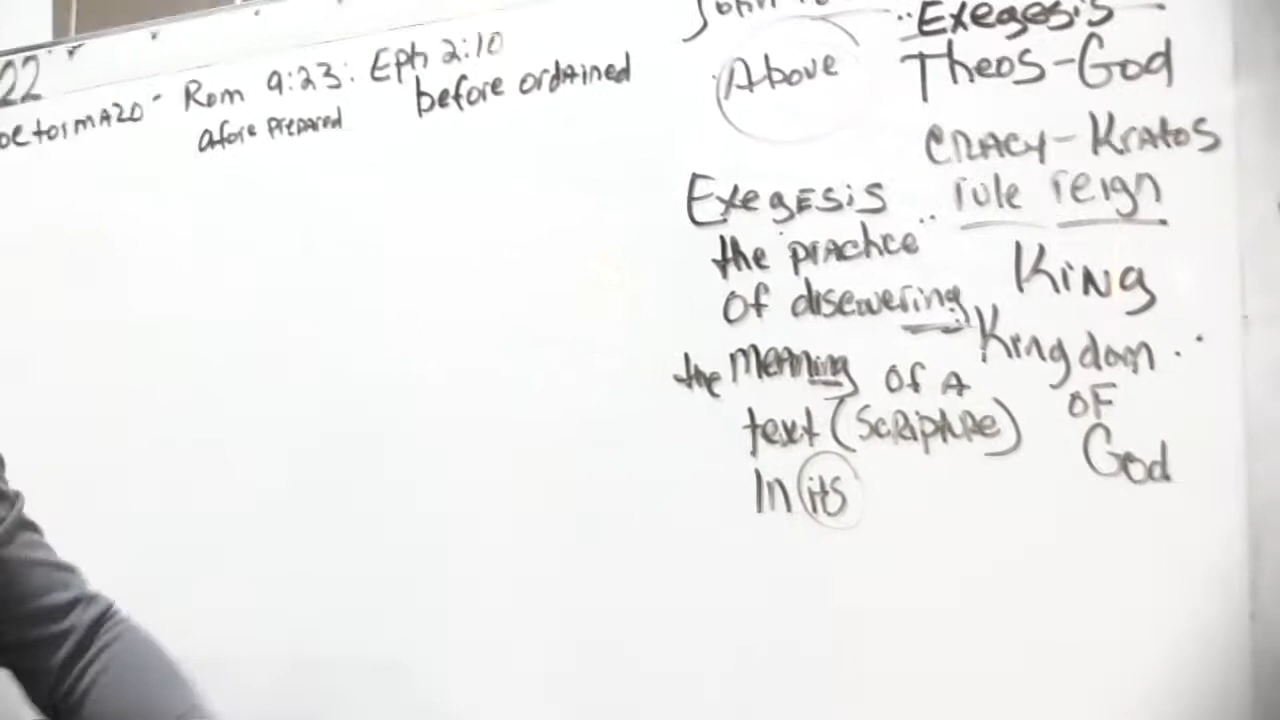 22
Rom 9:23: Eph 2:10
afore prepared before ordained
John
Above
Exegesis
Theos-God
CRACY-Kratos
rule reign
King
Kingdom
OF
God
Exegesis
the practice
of discovering
the meaning of a
text (Scripture)
In its